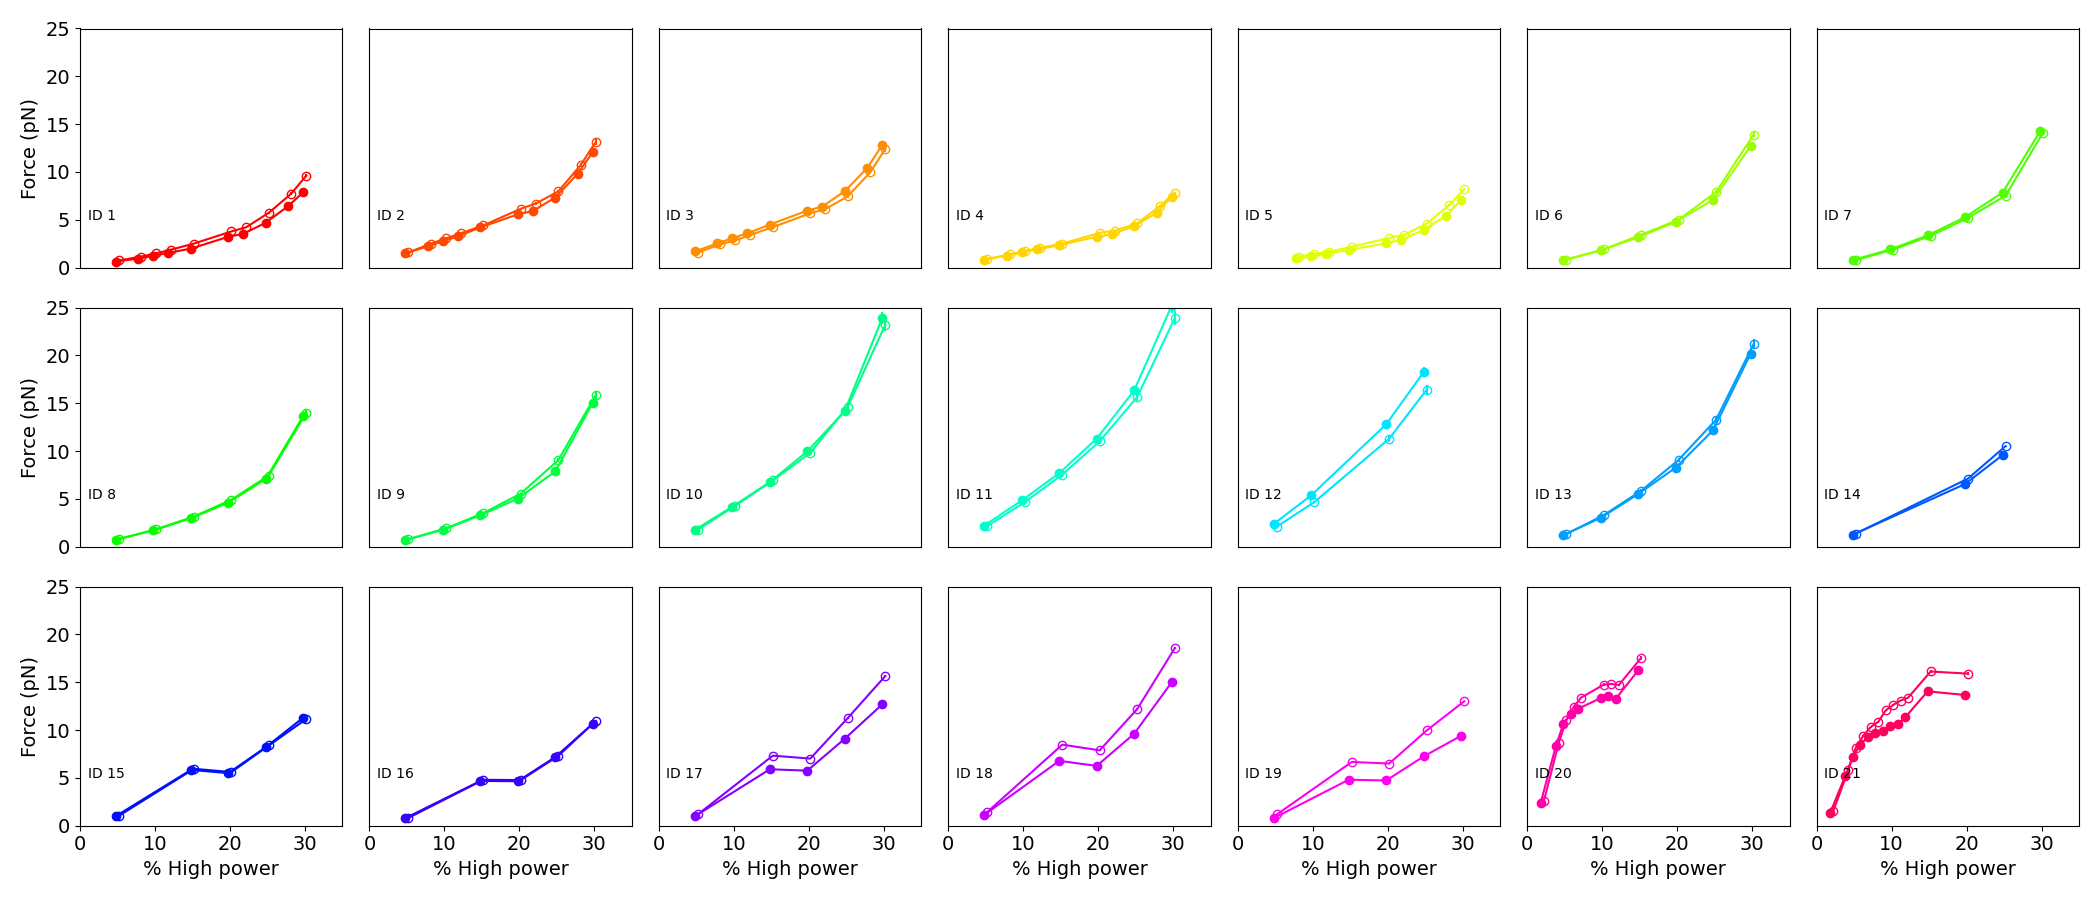 25
20
15
10
5
0
Force (pN)
ID 1
ID 2
ID 3
ID 4
ID 5
ID 6
ID 7
25
20
15
10
5
0
Force (pN)
ID 8
ID 9
ID 10
ID 11
ID 12
ID 13
ID 14
25
20
15
10
5
0
Force (pN)
ID 15
ID 16
ID 17
ID 18
ID 19
ID 20
ID 21
0 10 20 30
0 10 20 30
0 10 20 30
0 10 20 30
0 10 20 30
0 10 20 30
0 10 20 30
% High power
% High power
% High power
% High power
% High power
% High power
% High power